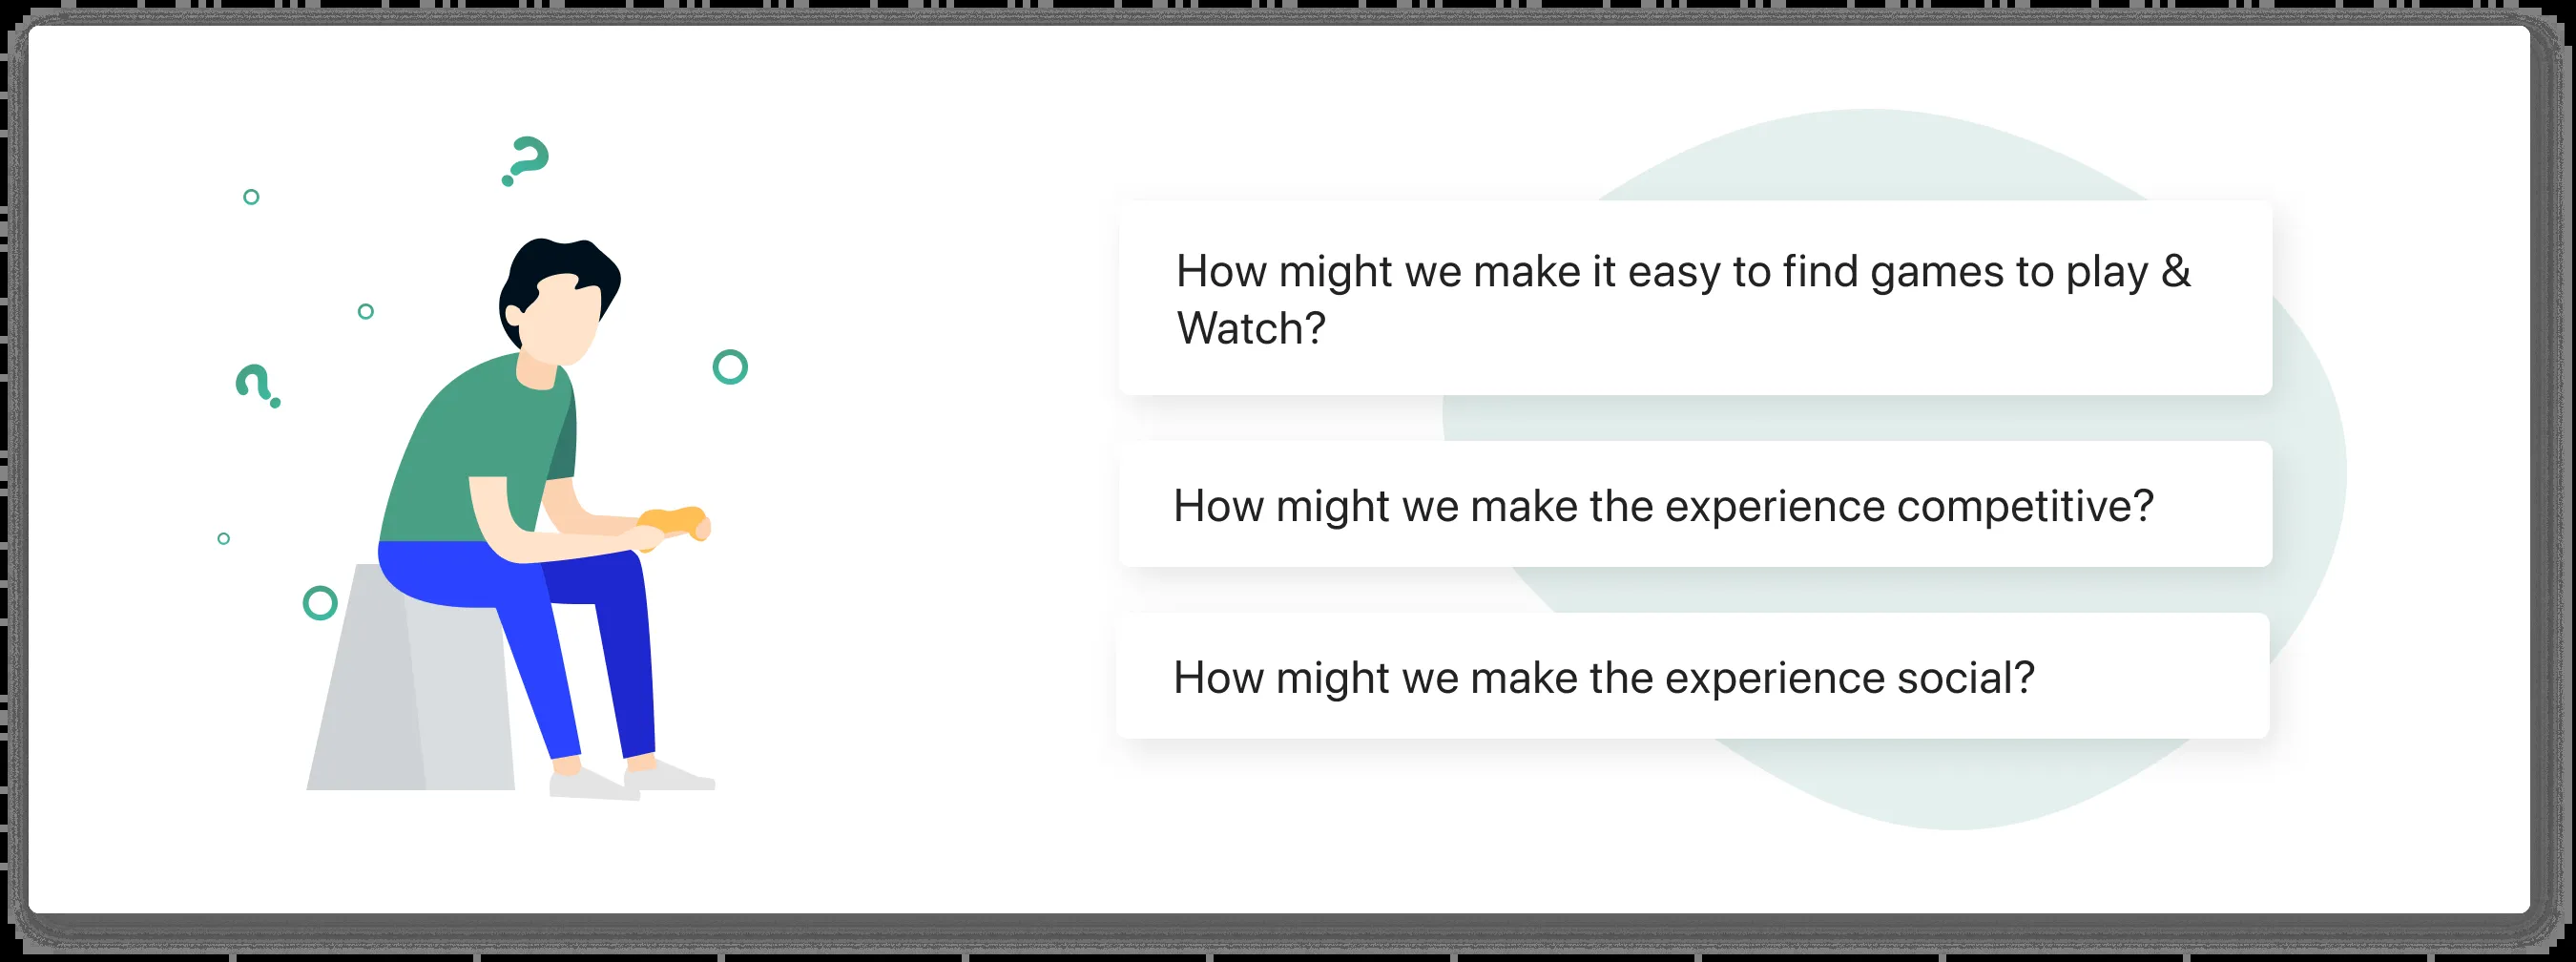 How might we make it easy to find games to play &
Watch?
How might we make the experience competitive?
How might we make the experience social?